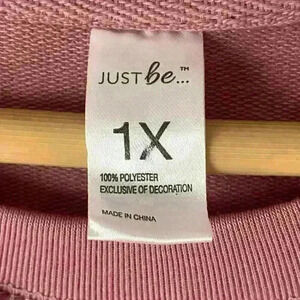 JUST be...™
1X
100% POLYESTER
EXCLUSIVE OF DECORATION
MADE IN CHINA